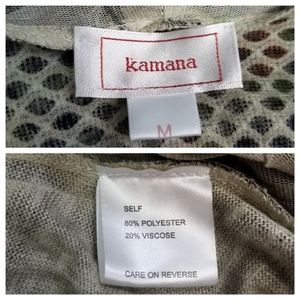 kamana
M
SELF
80% POLYESTER
20% VISCOSE
CARE ON REVERSE